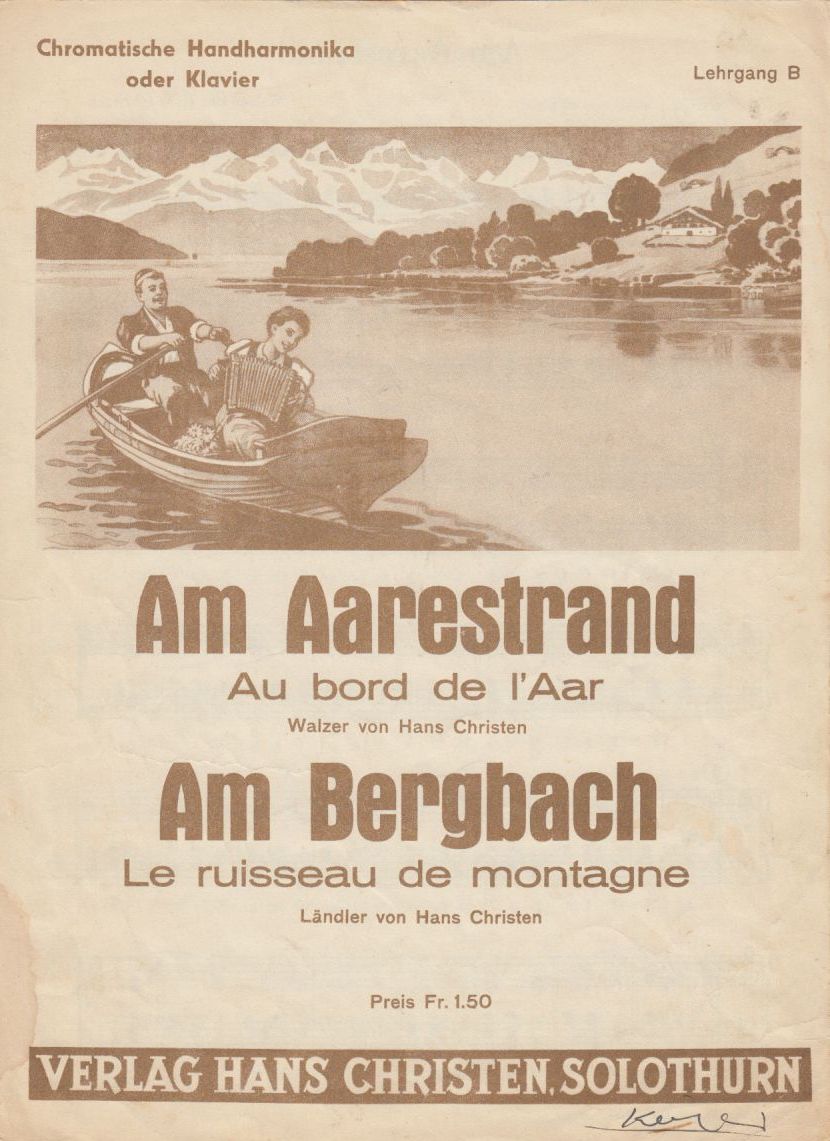 Chromatische Handharmonika
oder Klavier
Lehrgang B
Am Aarestrand
Au bord de l'Aar
Walzer von Hans Christen
Am Bergbach
Le ruisseau de montagne
Ländler von Hans Christen
Preis Fr. 1.50
VERLAG HANS CHRISTEN, SOLOTHURN